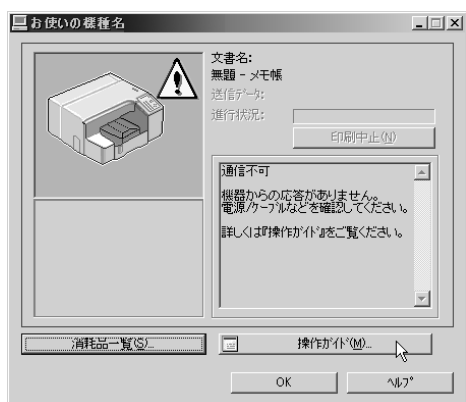 お使いの機種名
文書名:
無題 - メモ帳
送信データ:
進行状況:
印刷中止(N)
通信不可
機器からの応答がありません。
電源/ケーブルなどを確認してください。
詳しくは『操作ガイド』をご覧ください。
消耗品一覧(S)...
操作ガイド(M)...
OK
ヘルプ